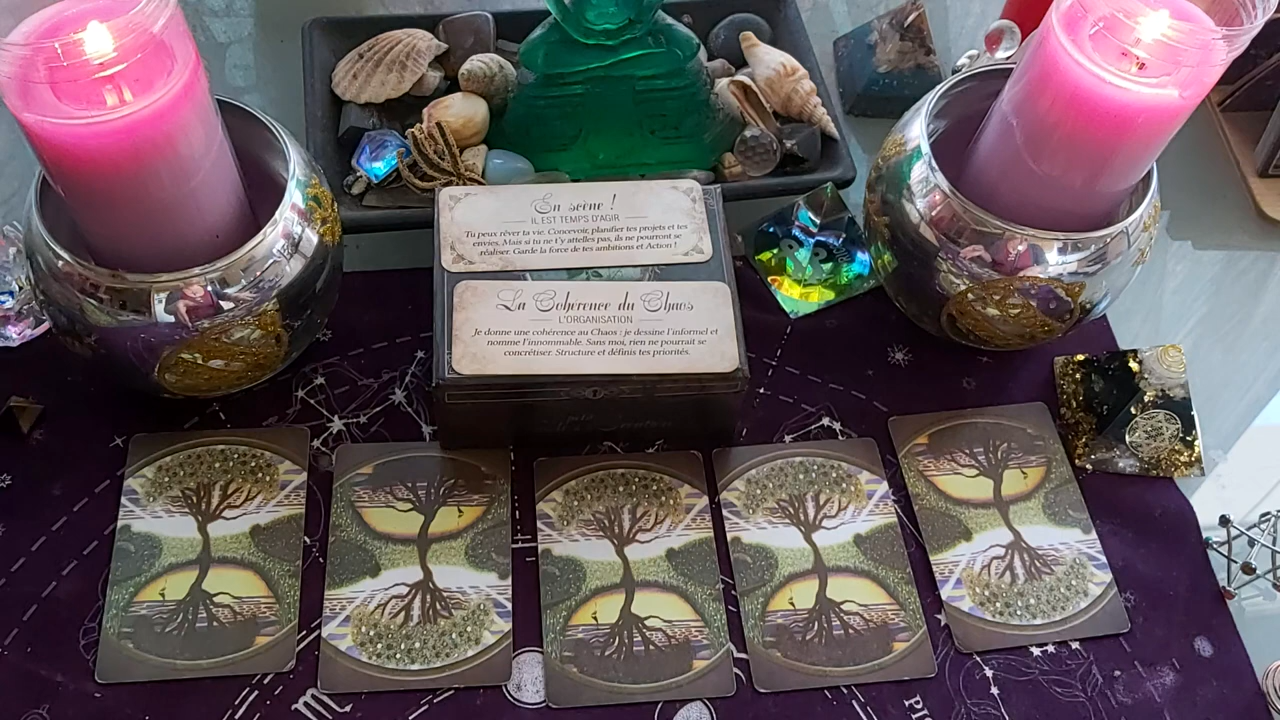 En scène !
IL EST TEMPS D'AGIR
Tu peux rêver ta vie. Concevoir, planifier tes projets et tes
envies. Mais si tu ne t'y attelles pas, ils ne pourront se
réaliser. Garde la force de tes ambitions et Action !
La Cohérence du Chaos
L'ORGANISATION
Je donne une cohérence au Chaos : je dessine l'informel et
nomme l'innommable. Sans moi, rien ne pourrait se
concrétiser. Structure et définis tes priorités.